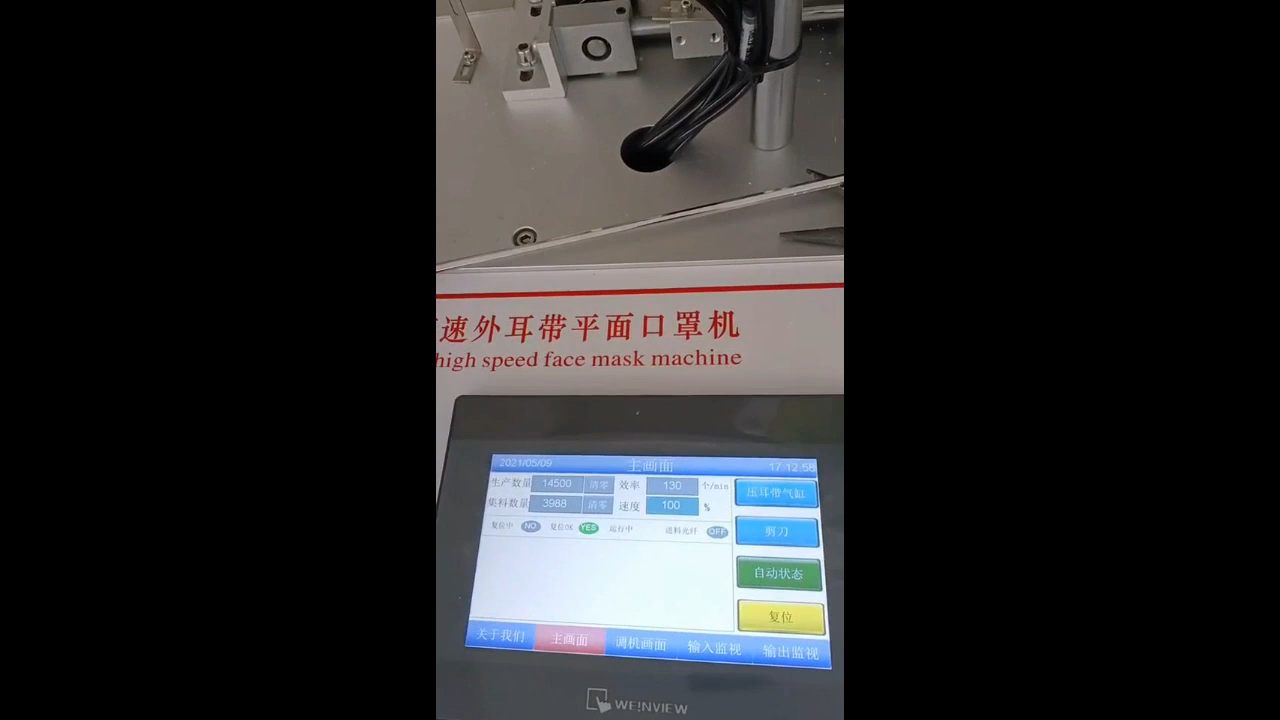 速外耳带平面口罩机
high speed face mask machine
2021/05/09 主画面 17:12:56
生产数量 14500 清零 效率 130 个/min
集料数量 3988 清零 速度 100 %
复位中 NO 复位OK YES 运行中 送料光纤 OFF
压耳带气缸
剪刀
自动状态
复位
关于我们 主画面 调机画面 输入监视 输出监视
WEINVIEW